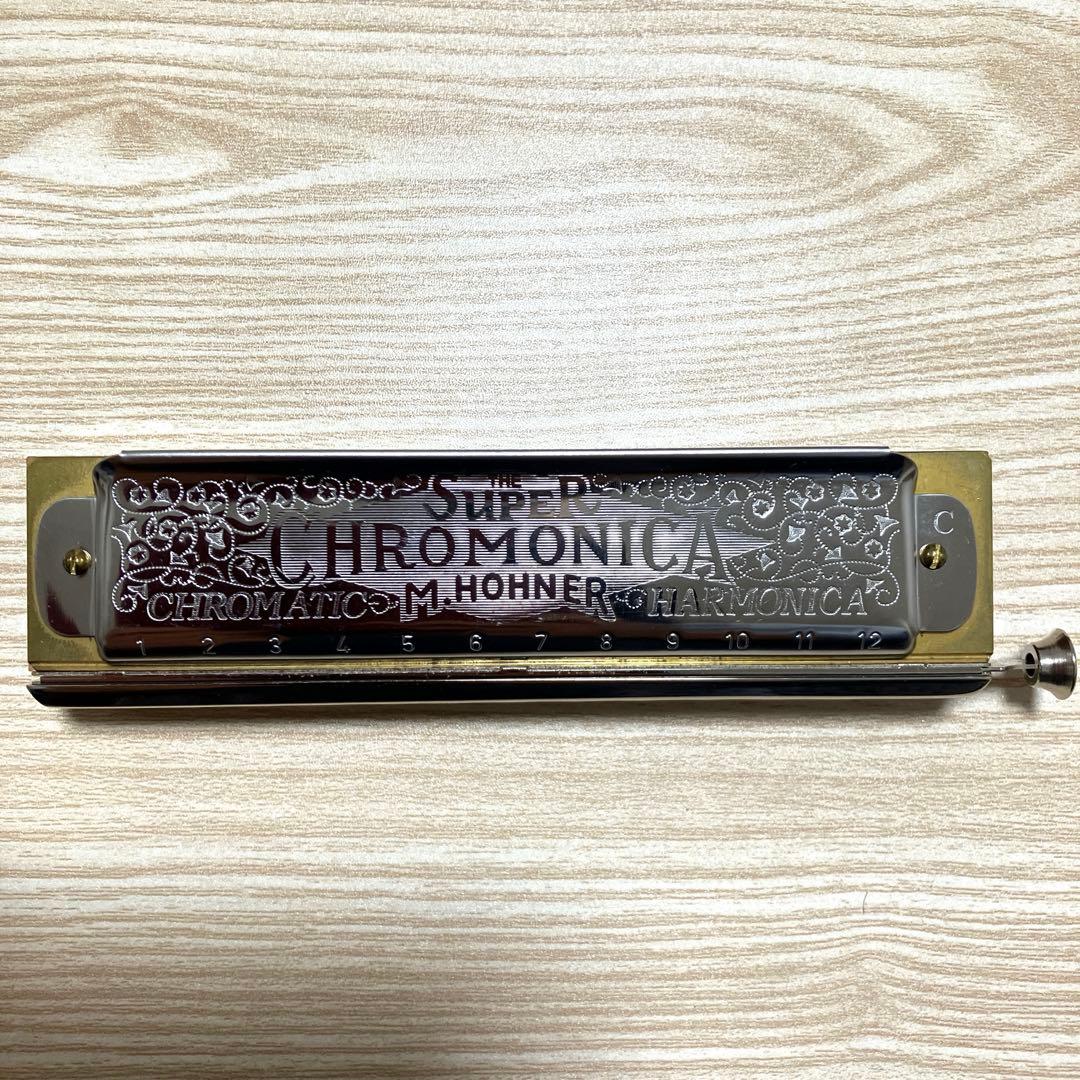 THE
SUPER
CHROMONICA
CHROMATIC M. HOHNER HARMONICA
C
1 2 3 4 5 6 7 8 9 10 11 12